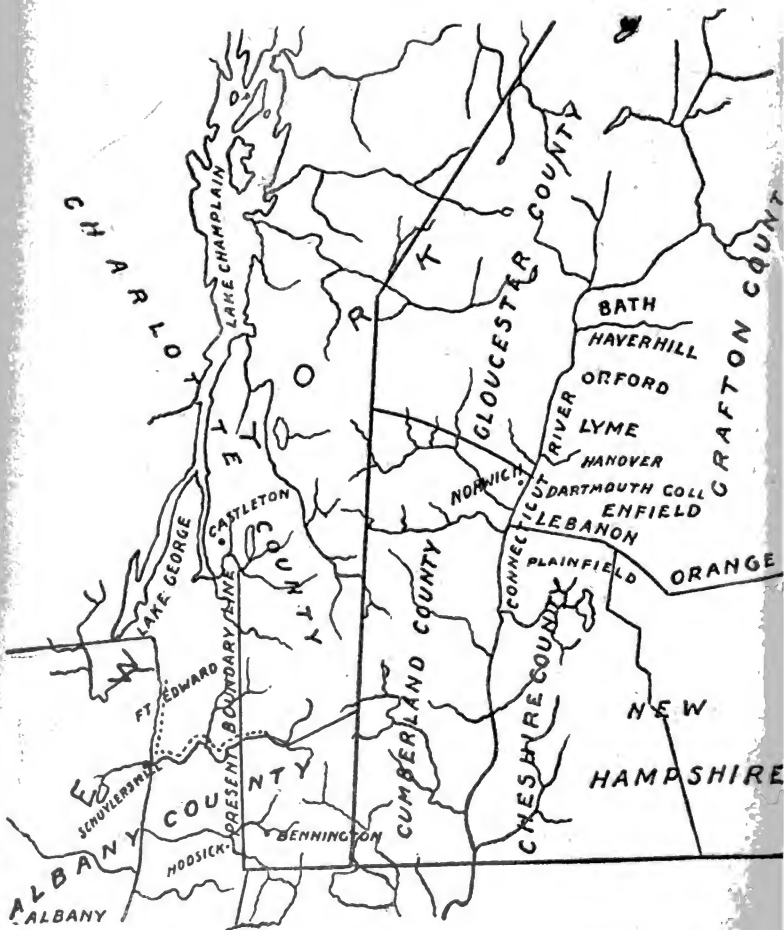 CHARLOTTE COUNTY
LAKE CHAMPLAIN
NEW YORK
GLOUCESTER COUNTY
GRAFTON COUNT
BATH
HAVERHILL
ORFORD
LYME
HANOVER
NORWICH
DARTMOUTH COLL
ENFIELD
LEBANON
CONNECTICUT RIVER
PLAINFIELD
ORANGE
CASTLETON
LAKE GEORGE
PRESENT BOUNDARY LINE
FT. EDWARD
CUMBERLAND COUNTY
CHESHIRE COUNTY
NEW
HAMPSHIRE
ALBANY COUNTY
BENNINGTON
HOOSICK
ALBANY